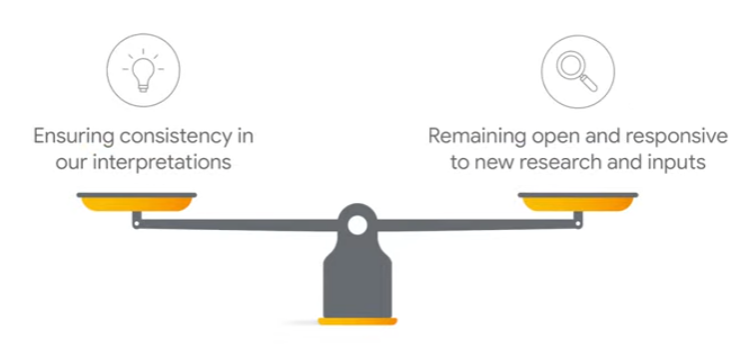 Ensuring consistency in
our interpretations
Remaining open and responsive
to new research and inputs